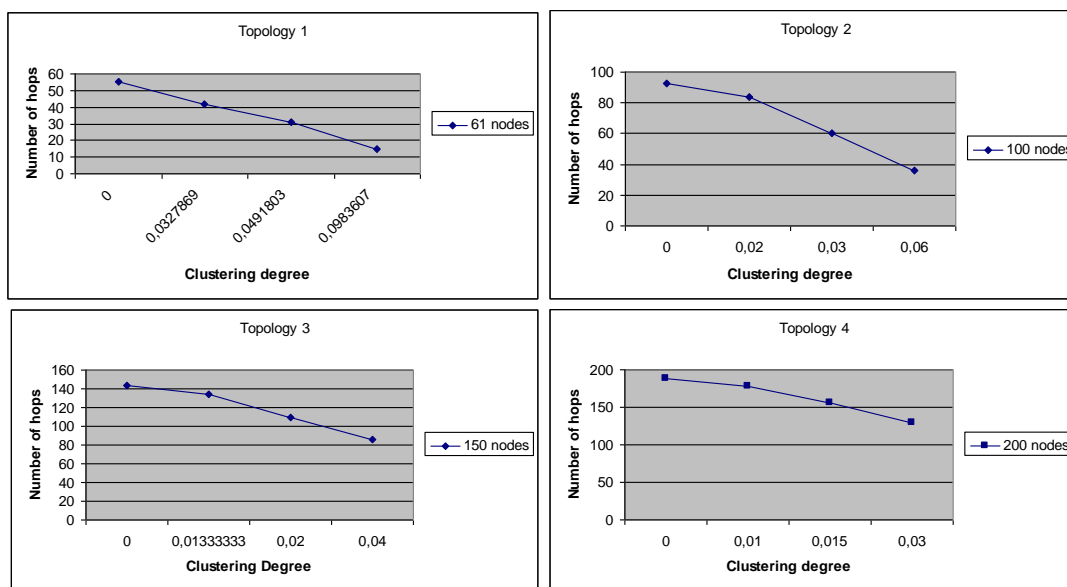 Topology 1
Number of hops
60
50
40
30
20
10
0
0
0,0327869
0,0491803
0,0983607
Clustering degree
61 nodes
Topology 2
Number of hops
100
80
60
40
20
0
0
0,02
0,03
0,06
Clustering degree
100 nodes
Topology 3
Number of hops
160
140
120
100
80
60
40
20
0
0
0,01333333
0,02
0,04
Clustering Degree
150 nodes
Topology 4
Number of hops
200
150
100
50
0
0
0,01
0,015
0,03
Clustering degree
200 nodes